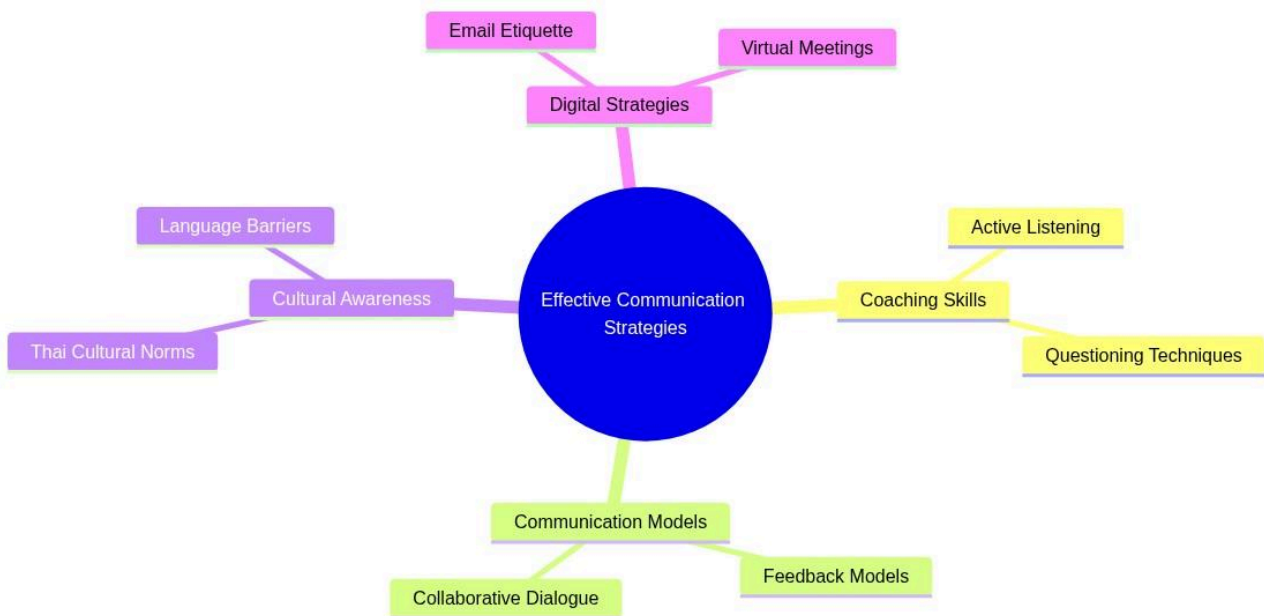 Email Etiquette
Virtual Meetings
Digital Strategies
Language Barriers
Active Listening
Cultural Awareness
Effective Communication
Strategies
Coaching Skills
Thai Cultural Norms
Questioning Techniques
Communication Models
Feedback Models
Collaborative Dialogue